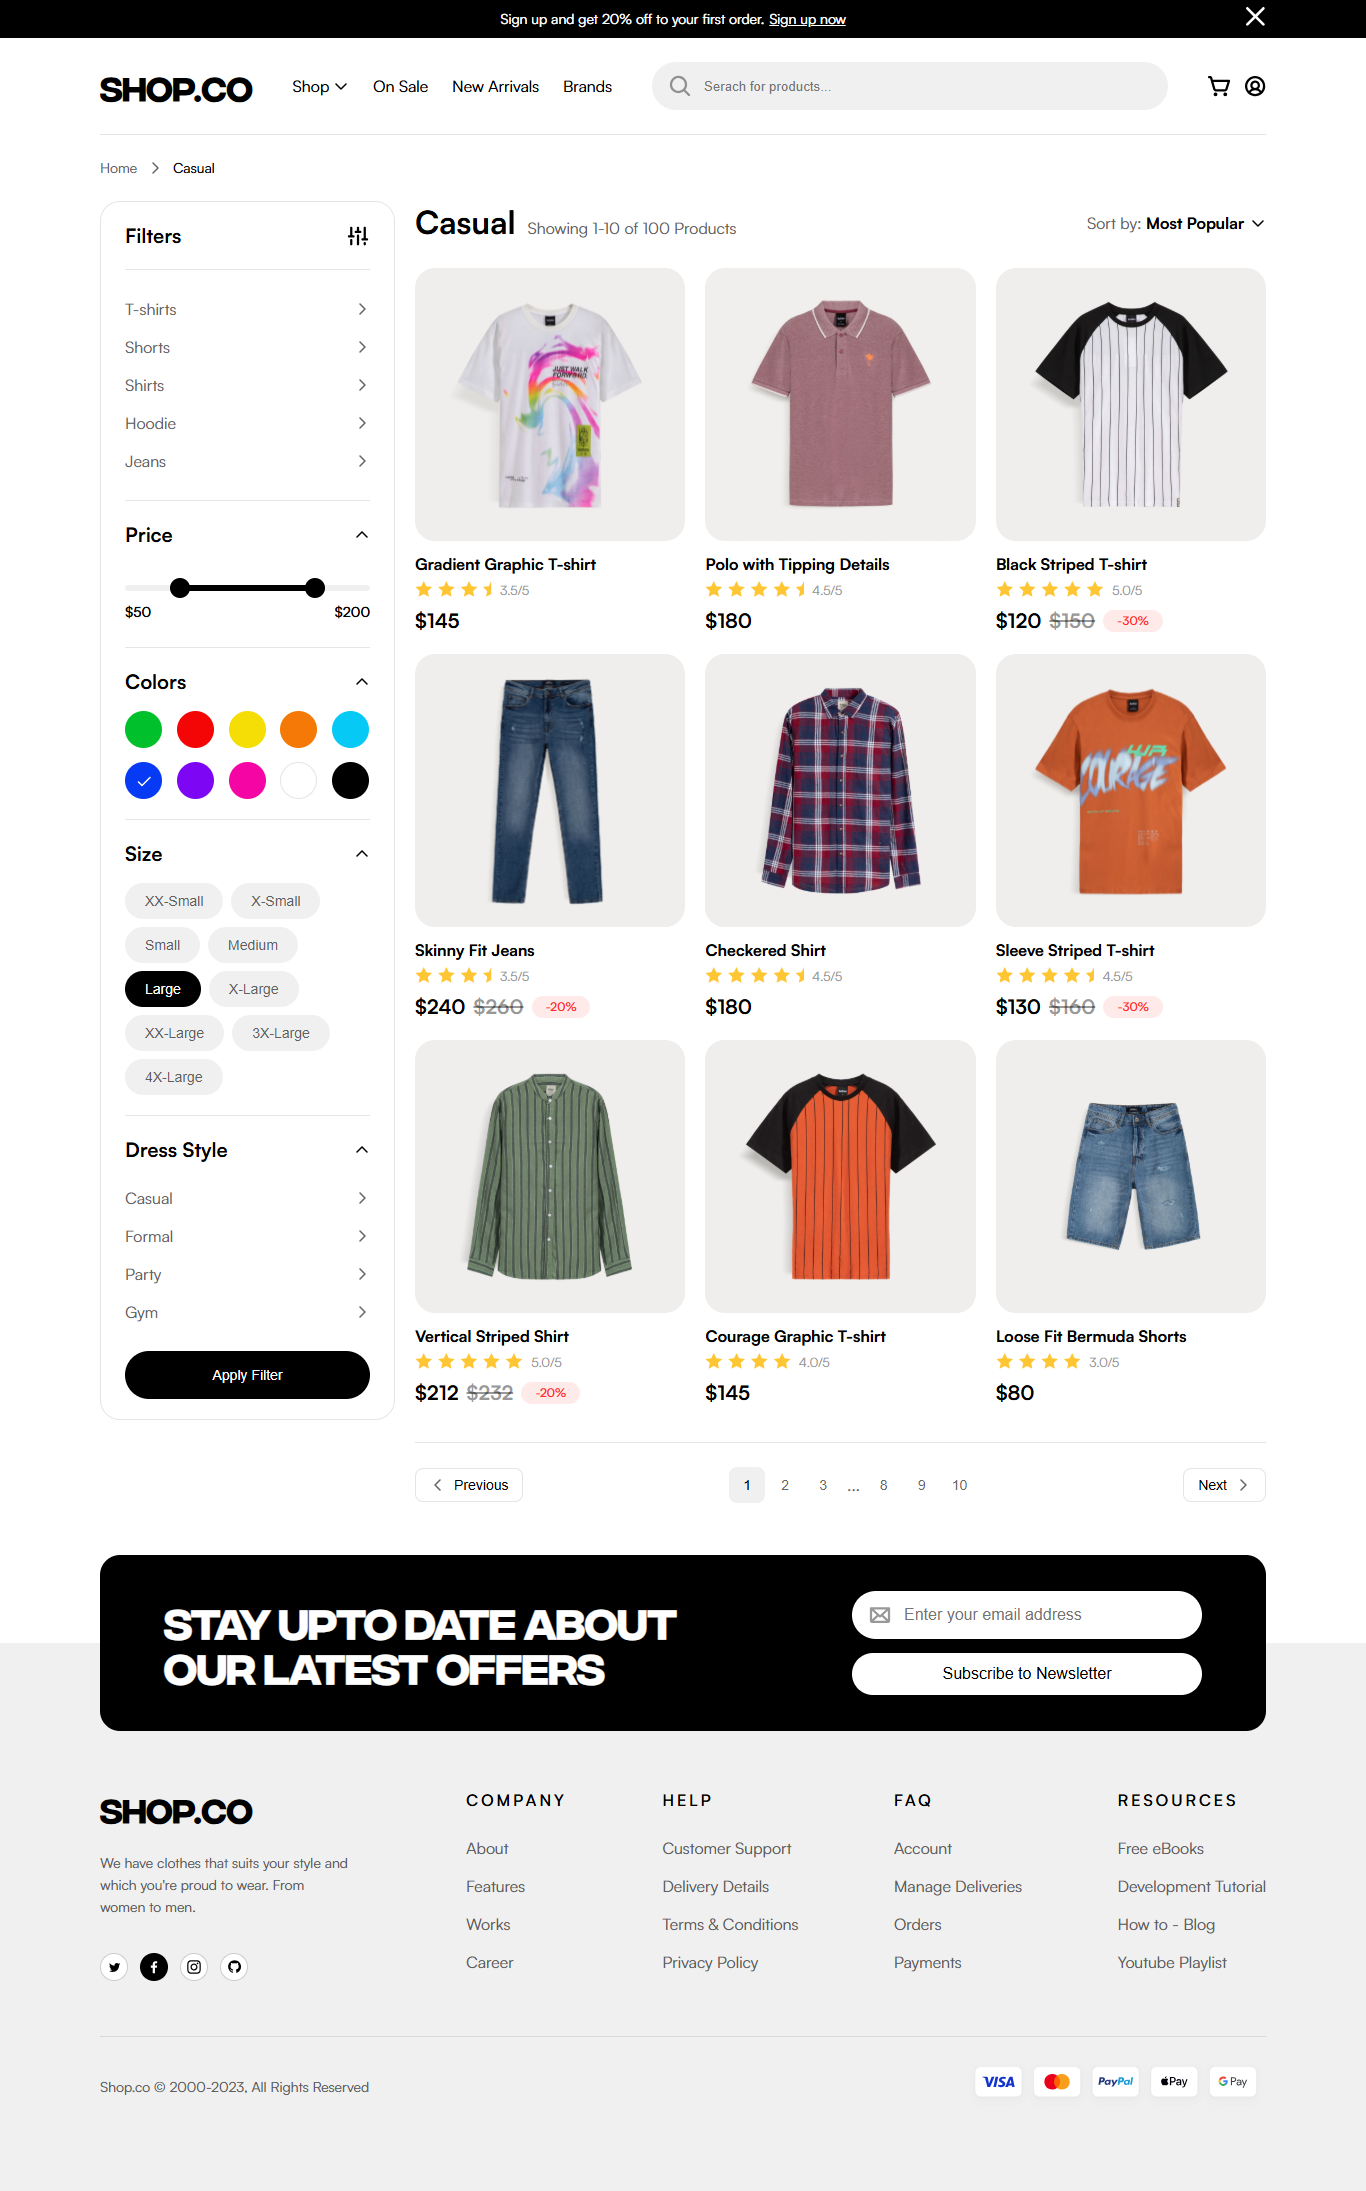 Sign up and get 20% off to your first order. Sign up now
SHOP.CO
Shop
On Sale
New Arrivals
Brands
Serach for products...
Home
Casual
Filters
T-shirts
Shorts
Shirts
Hoodie
Jeans
Price
$50
$200
Colors
Size
XX-Small
X-Small
Small
Medium
Large
X-Large
XX-Large
3X-Large
4X-Large
Dress Style
Casual
Formal
Party
Gym
Apply Filter
Casual
Showing 1-10 of 100 Products
Sort by: Most Popular
JUST WALK
Gradient Graphic T-shirt
3.5/5
$145
Polo with Tipping Details
4.5/5
$180
Black Striped T-shirt
5.0/5
$120 $150 -30%
Skinny Fit Jeans
3.5/5
$240 $260 -20%
Checkered Shirt
4.5/5
$180
COURAGE
Sleeve Striped T-shirt
4.5/5
$130 $160 -30%
Vertical Striped Shirt
5.0/5
$212 $232 -20%
Courage Graphic T-shirt
4.0/5
$145
Loose Fit Bermuda Shorts
3.0/5
$80
Previous
1
2
3
...
8
9
10
Next
STAY UPTO DATE ABOUT
OUR LATEST OFFERS
Enter your email address
Subscribe to Newsletter
SHOP.CO
We have clothes that suits your style and
which you're proud to wear. From
women to men.
COMPANY
About
Features
Works
Career
HELP
Customer Support
Delivery Details
Terms & Conditions
Privacy Policy
FAQ
Account
Manage Deliveries
Orders
Payments
RESOURCES
Free eBooks
Development Tutorial
How to - Blog
Youtube Playlist
Shop.co © 2000-2023, All Rights Reserved
VISA
PayPal
Pay
G Pay